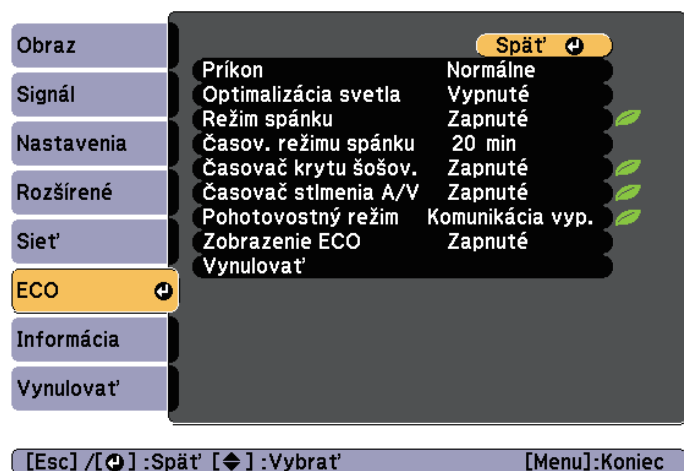 Obraz
Signál
Nastavenia
Rozšírené
Sieť
ECO
Informácia
Vynulovať
Späť
Príkon Normálne
Optimalizácia svetla Vypnuté
Režim spánku Zapnuté
Časov. režimu spánku 20 min
Časovač krytu šošov. Zapnuté
Časovač stlmenia A/V Zapnuté
Pohotovostný režim Komunikácia vyp.
Zobrazenie ECO Zapnuté
Vynulovať
[Esc] /[⏎] :Späť [◆] :Vybrať [Menu]:Koniec